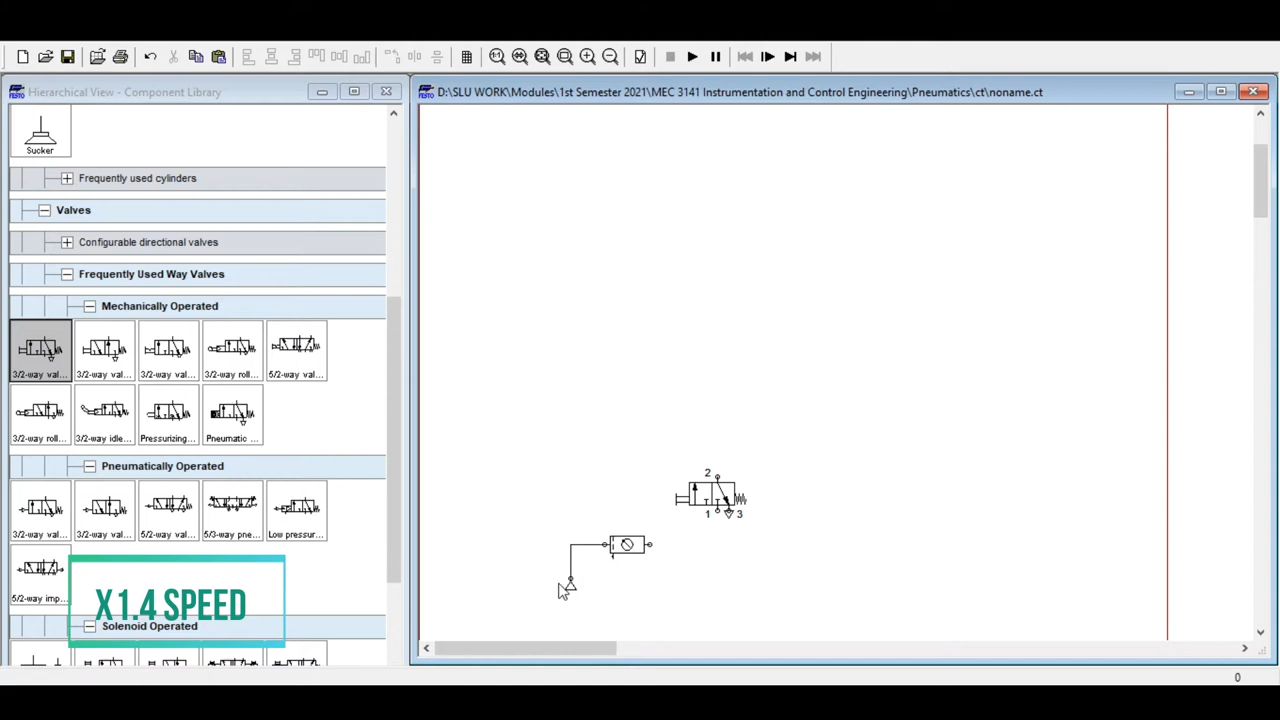 FESTO
Hierarchical View - Component Library
FESTO
D:\SLU WORK\Modules\1st Semester 2021\MEC 3141 Instrumentation and Control Engineering\Pneumatics\ct\noname.ct
Sucker
Frequently used cylinders
Valves
Configurable directional valves
Frequently Used Way Valves
Mechanically Operated
3/2-way val...
3/2-way val...
3/2-way val...
3/2-way roll...
5/2-way val...
3/2-way roll...
3/2-way idle...
Pressurizing...
Pneumatic ...
Pneumatically Operated
3/2-way val...
3/2-way val...
5/2-way val...
5/3-way pne...
Low pressur...
5/2-way imp...
X1.4 SPEED
Solenoid Operated
2
1
3
0